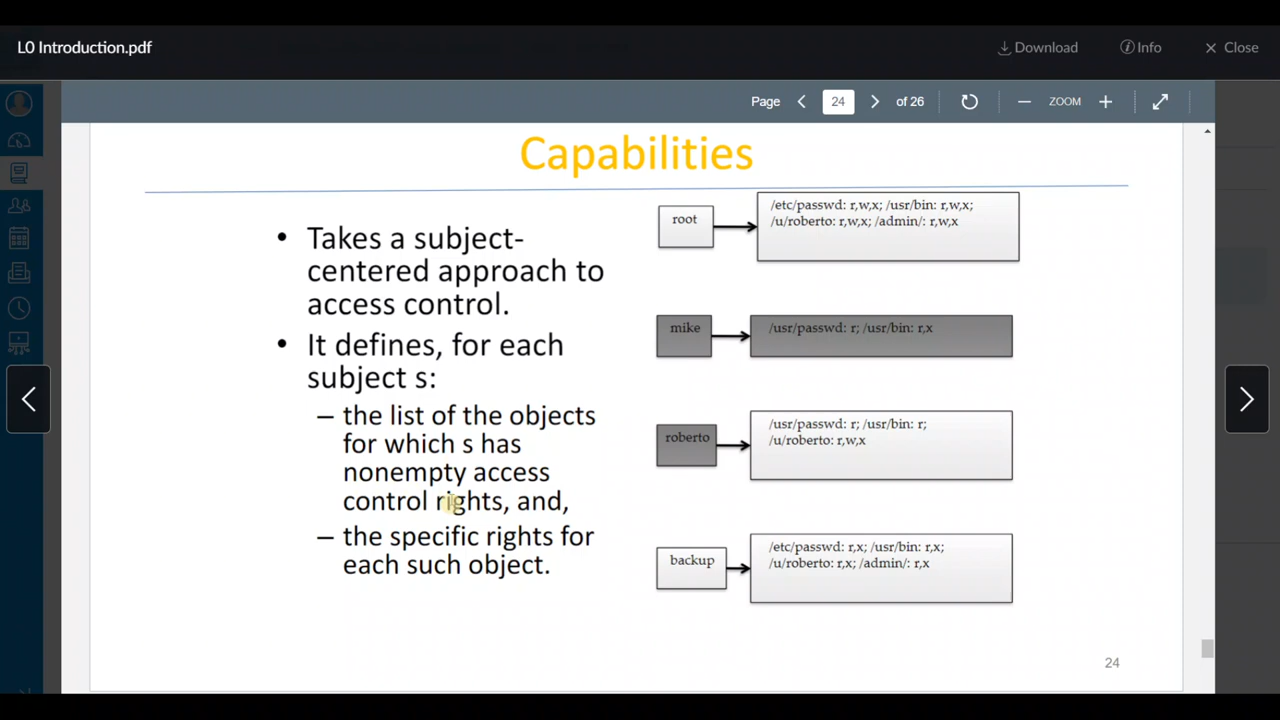 L0 Introduction.pdf
Download
Info
Close
Page
24
of 26
ZOOM
Capabilities
• Takes a subject-
centered approach to
access control.
• It defines, for each
subject s:
– the list of the objects
for which s has
nonempty access
control rights, and,
– the specific rights for
each such object.
root
/etc/passwd: r,w,x; /usr/bin: r,w,x;
/u/roberto: r,w,x; /admin/: r,w,x
mike
/usr/passwd: r; /usr/bin: r,x
roberto
/usr/passwd: r; /usr/bin: r;
/u/roberto: r,w,x
backup
/etc/passwd: r,x; /usr/bin: r,x;
/u/roberto: r,x; /admin/: r,x
24